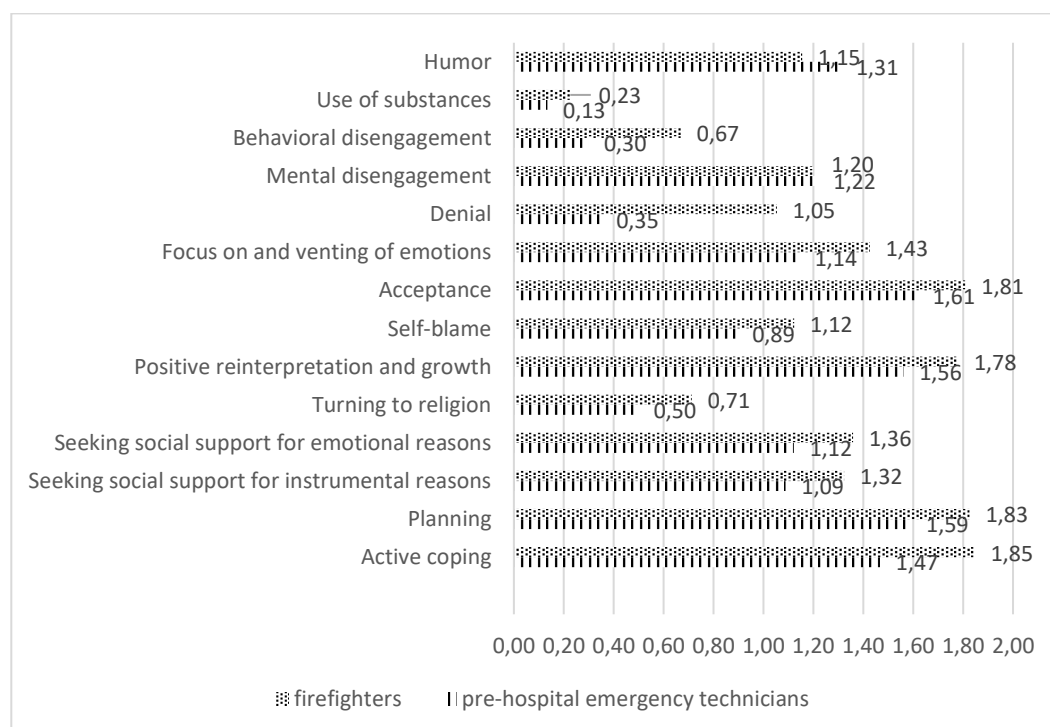 Humor
1,15
1,31
Use of substances
0,23
0,13
Behavioral disengagement
0,67
0,30
Mental disengagement
1,20
1,22
Denial
1,05
0,35
Focus on and venting of emotions
1,43
1,14
Acceptance
1,81
1,61
Self-blame
1,12
0,89
Positive reinterpretation and growth
1,78
1,56
Turning to religion
0,71
0,50
Seeking social support for emotional reasons
1,36
1,12
Seeking social support for instrumental reasons
1,32
1,09
Planning
1,83
1,59
Active coping
1,85
1,47
0,00 0,20 0,40 0,60 0,80 1,00 1,20 1,40 1,60 1,80 2,00
firefighters pre-hospital emergency technicians